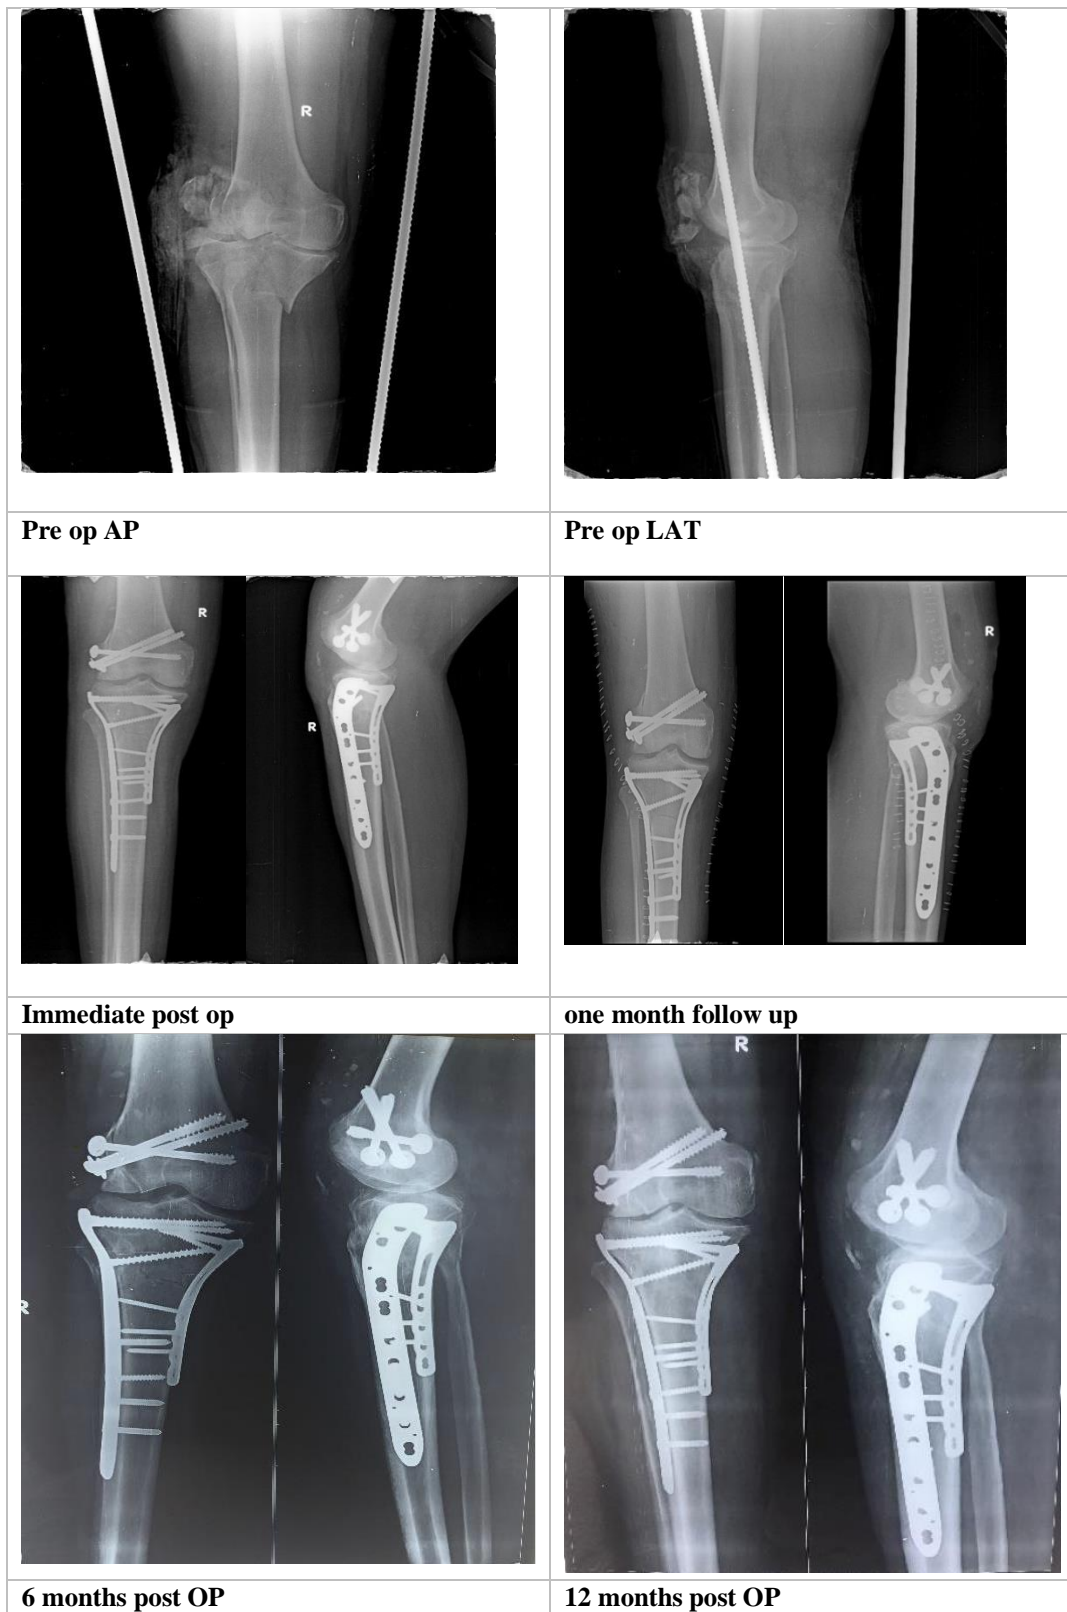 R
Pre op AP
Pre op LAT
R
R
R
Immediate post op
one month follow up
R
R
6 months post OP
12 months post OP